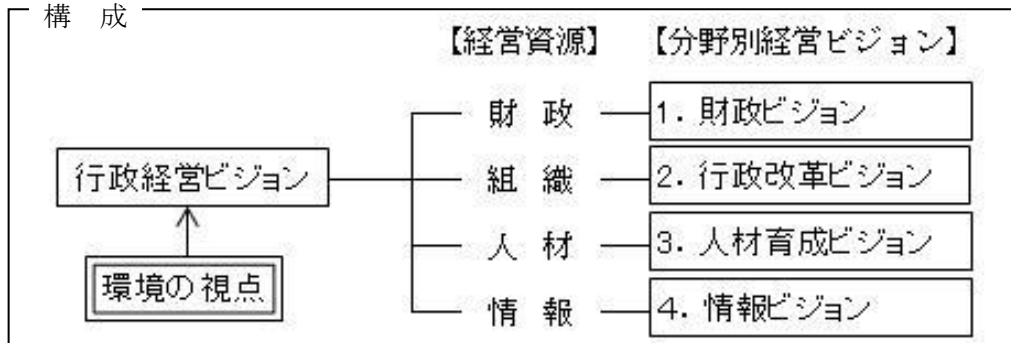 構 成
【経営資源】 【分野別経営ビジョン】
財 政 1. 財政ビジョン
行政経営ビジョン
組 織 2. 行政改革ビジョン
人 材 3. 人材育成ビジョン
環境の視点
情 報 4. 情報ビジョン